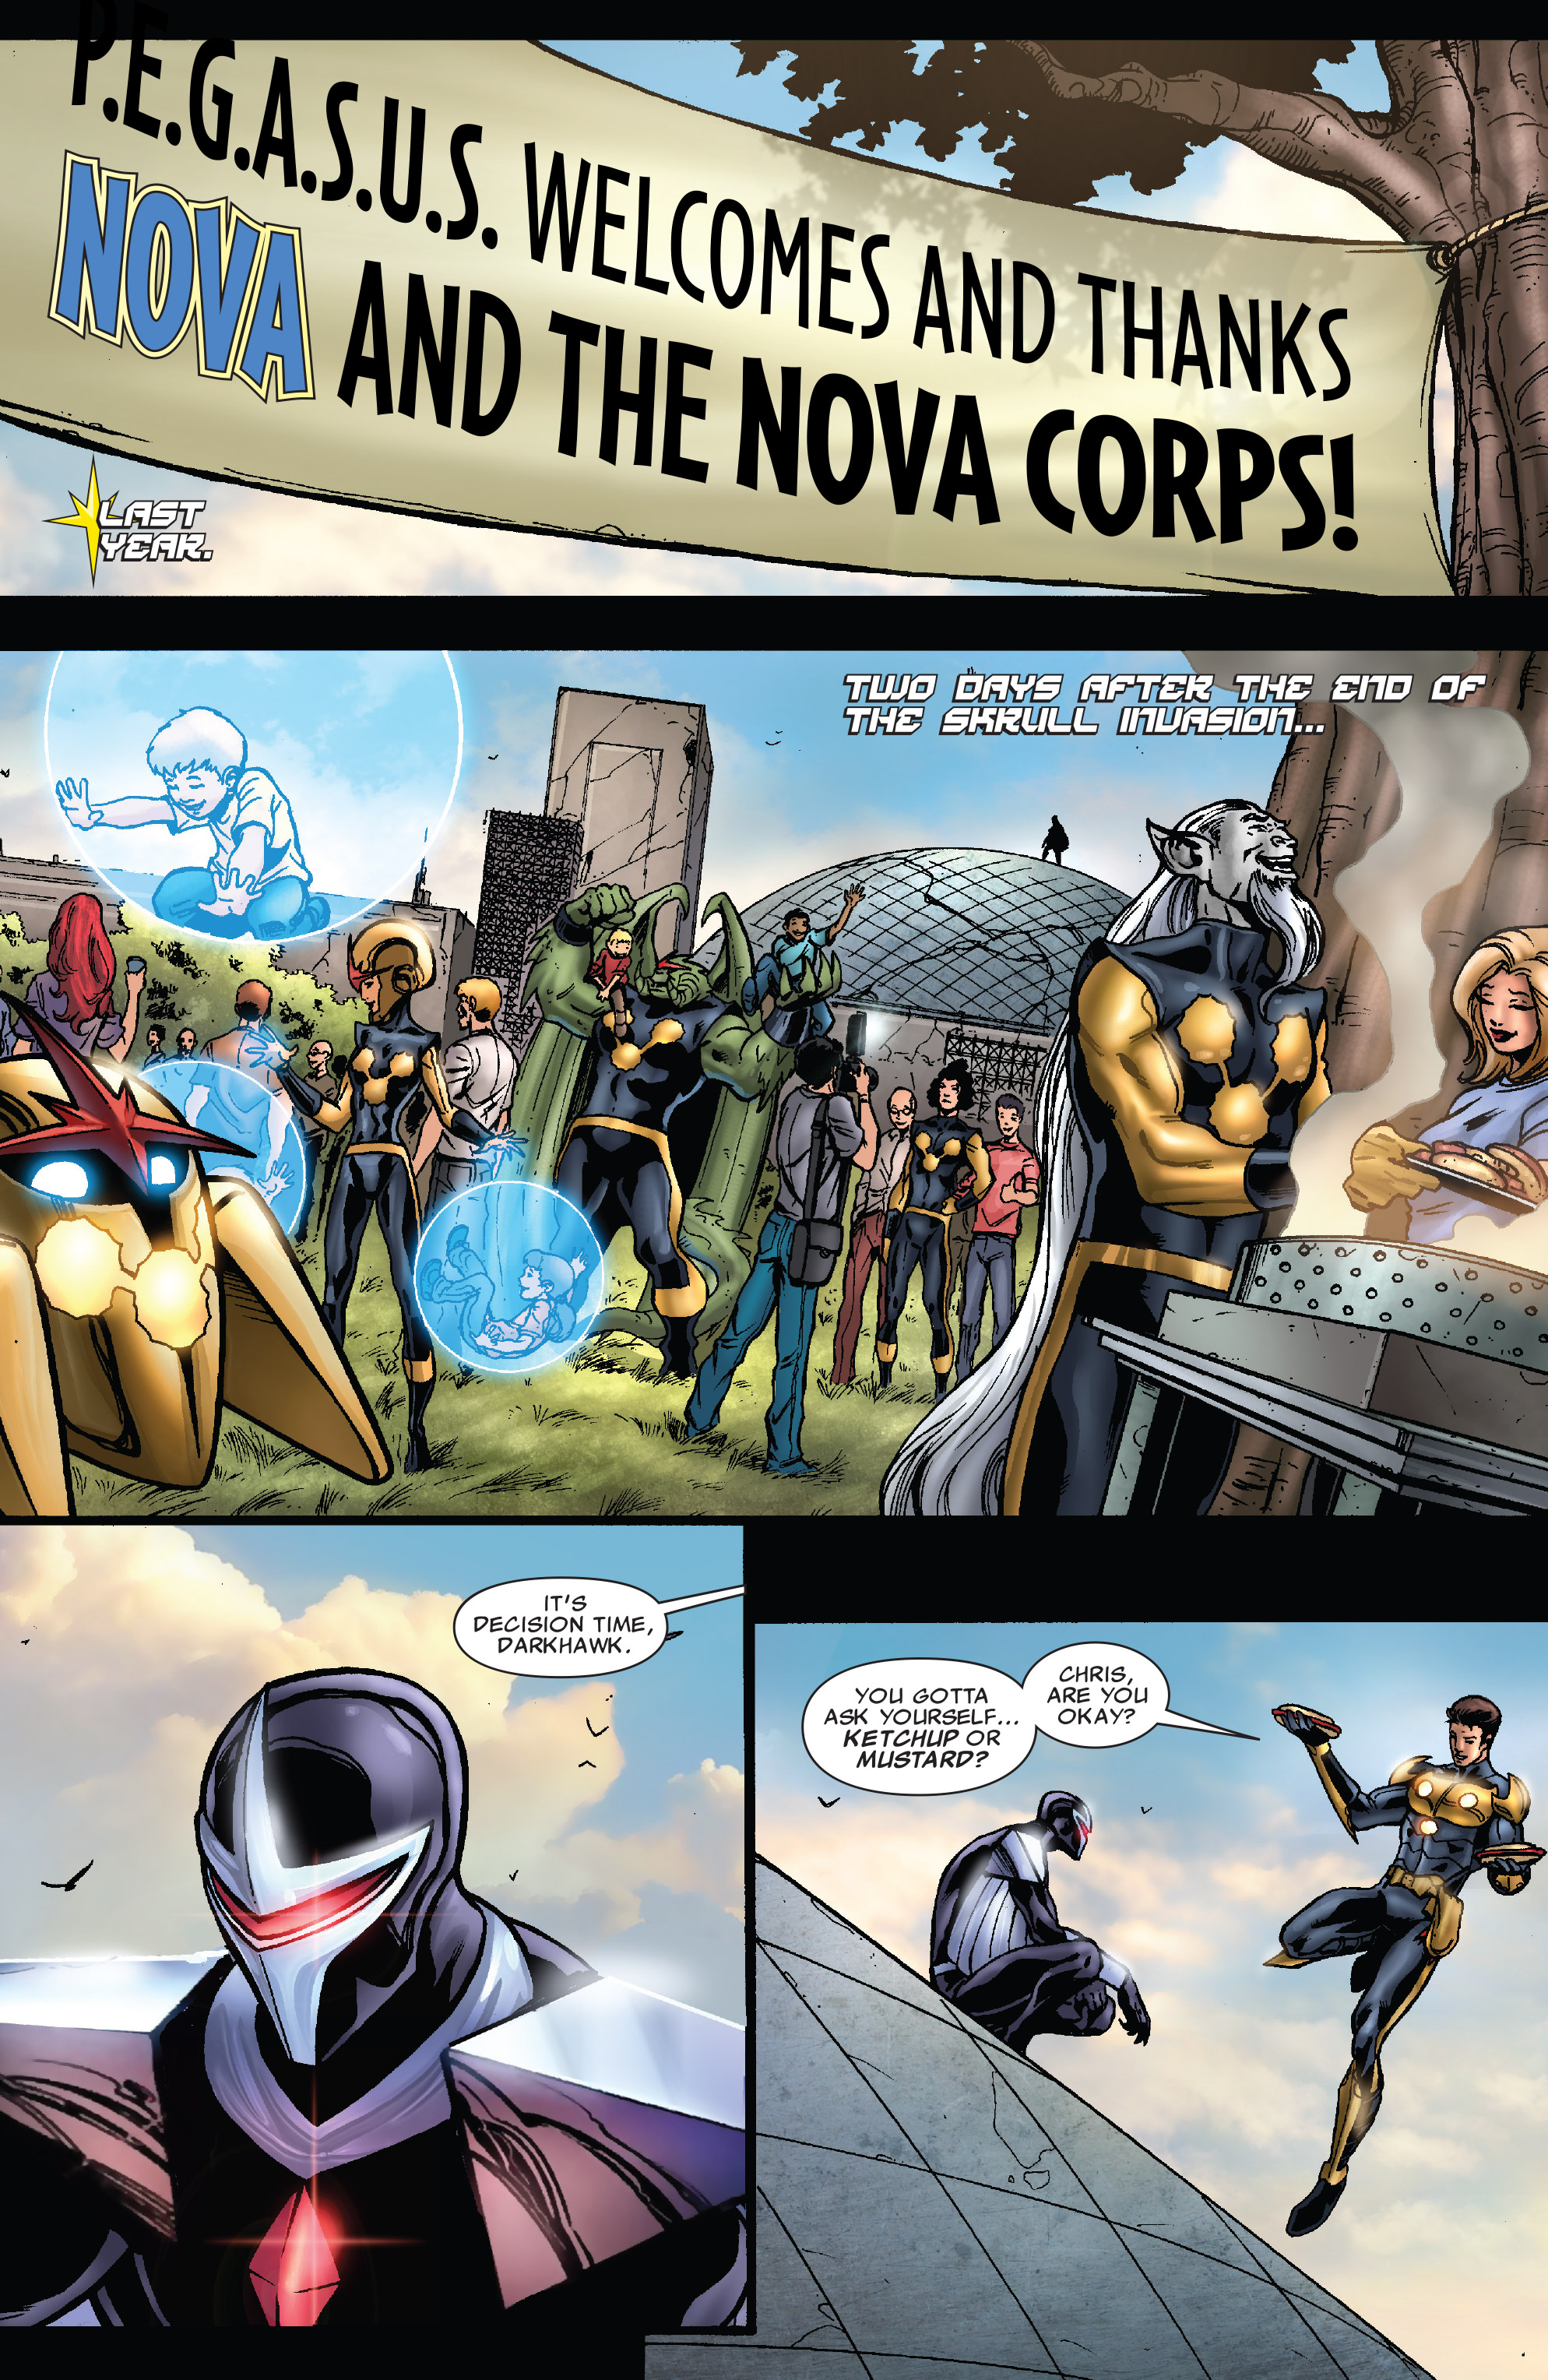 P.E.G.A.S.U.S. WELCOMES AND THANKS
NOVA AND THE NOVA CORPS!
LAST
YEAR.
TWO DAYS AFTER THE END OF
THE SKRULL INVASION...
IT'S
DECISION TIME,
DARKHAWK.
YOU GOTTA
ASK YOURSELF...
KETCHUP OR
MUSTARD?
CHRIS,
ARE YOU
OKAY?